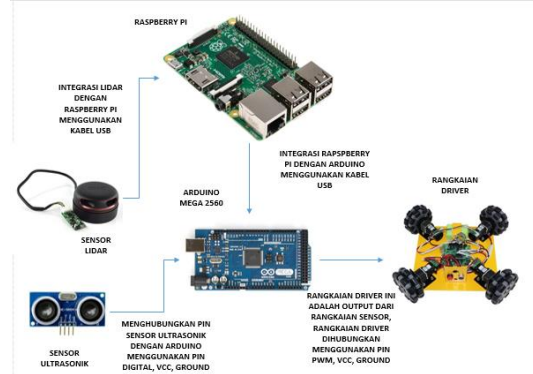 RASPBERRY PI
INTEGRASI LIDAR
DENGAN
RASPBERRY PI
MENGGUNAKAN
KABEL USB
INTEGRASI RAPSPBERRY
PI DENGAN ARDUINO
MENGGUNAKAN KABEL
USB
RANGKAIAN
DRIVER
ARDUINO
MEGA 2560
SENSOR
LIDAR
MENGHUBUNGKAN PIN
SENSOR ULTRASONIK
DENGAN ARDUINO
MENGGUNAKAN PIN
DIGITAL, VCC, GROUND
SENSOR
ULTRASONIK
RANGKAIAN DRIVER INI
ADALAH OUTPUT DARI
RANGKAIAN SENSOR,
RANGKAIAN DRIVER
DIHUBUNGKAN
MENGGUNAKAN PIN
PWM, VCC, GROUND